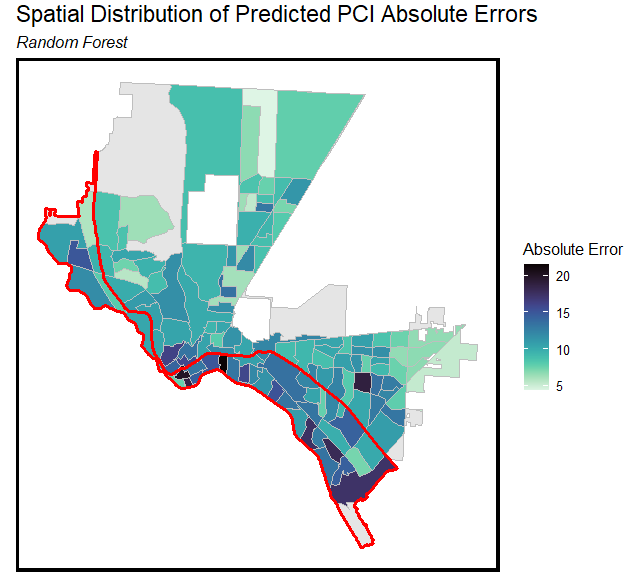 Spatial Distribution of Predicted PCI Absolute Errors
Random Forest
Absolute Error
20
15
10
5